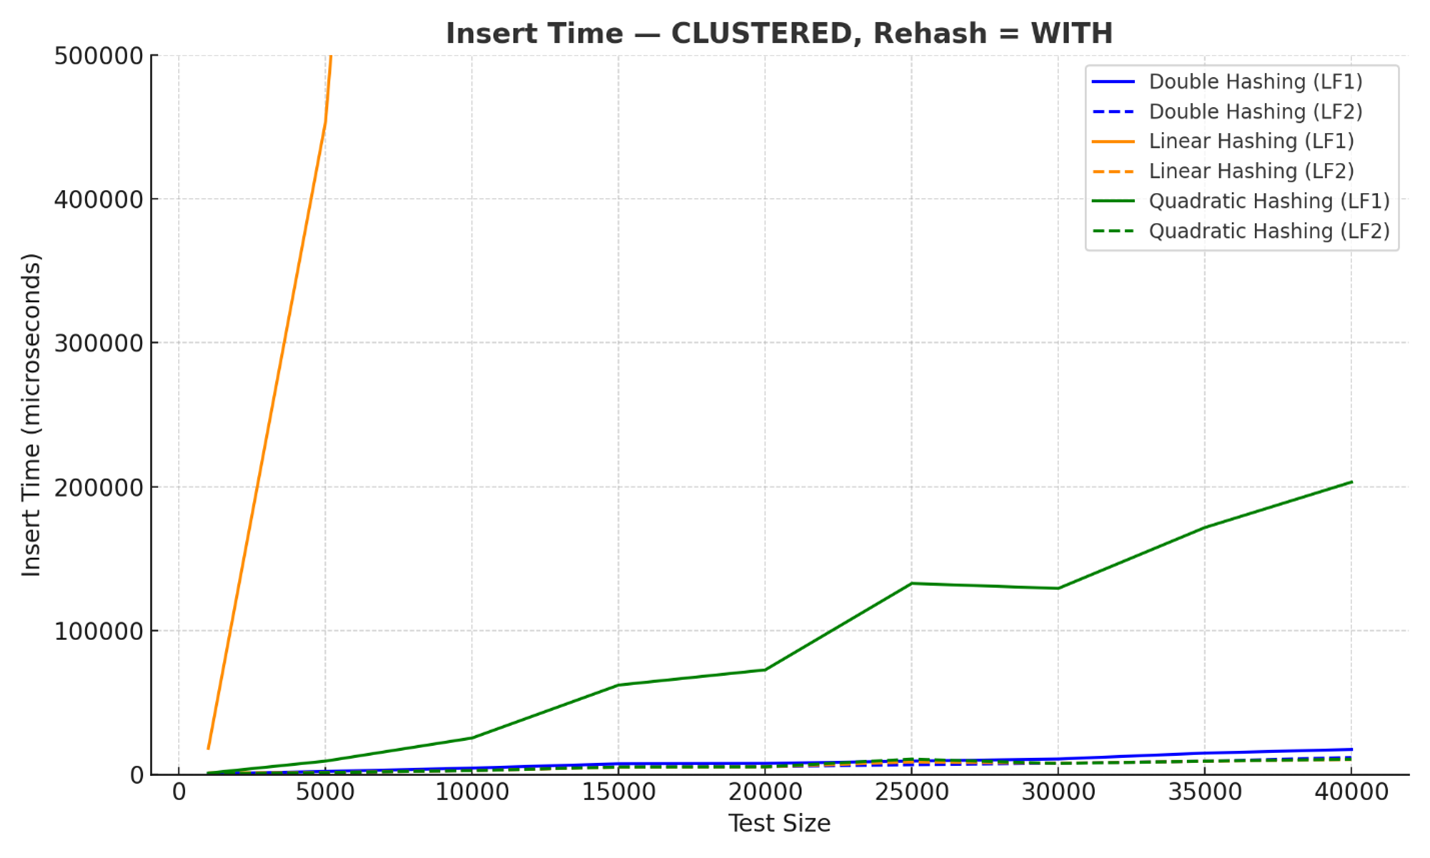 Insert Time — CLUSTERED, Rehash = WITH
Insert Time (microseconds)
500000
400000
300000
200000
100000
0
Double Hashing (LF1)
Double Hashing (LF2)
Linear Hashing (LF1)
Linear Hashing (LF2)
Quadratic Hashing (LF1)
Quadratic Hashing (LF2)
0 5000 10000 15000 20000 25000 30000 35000 40000
Test Size